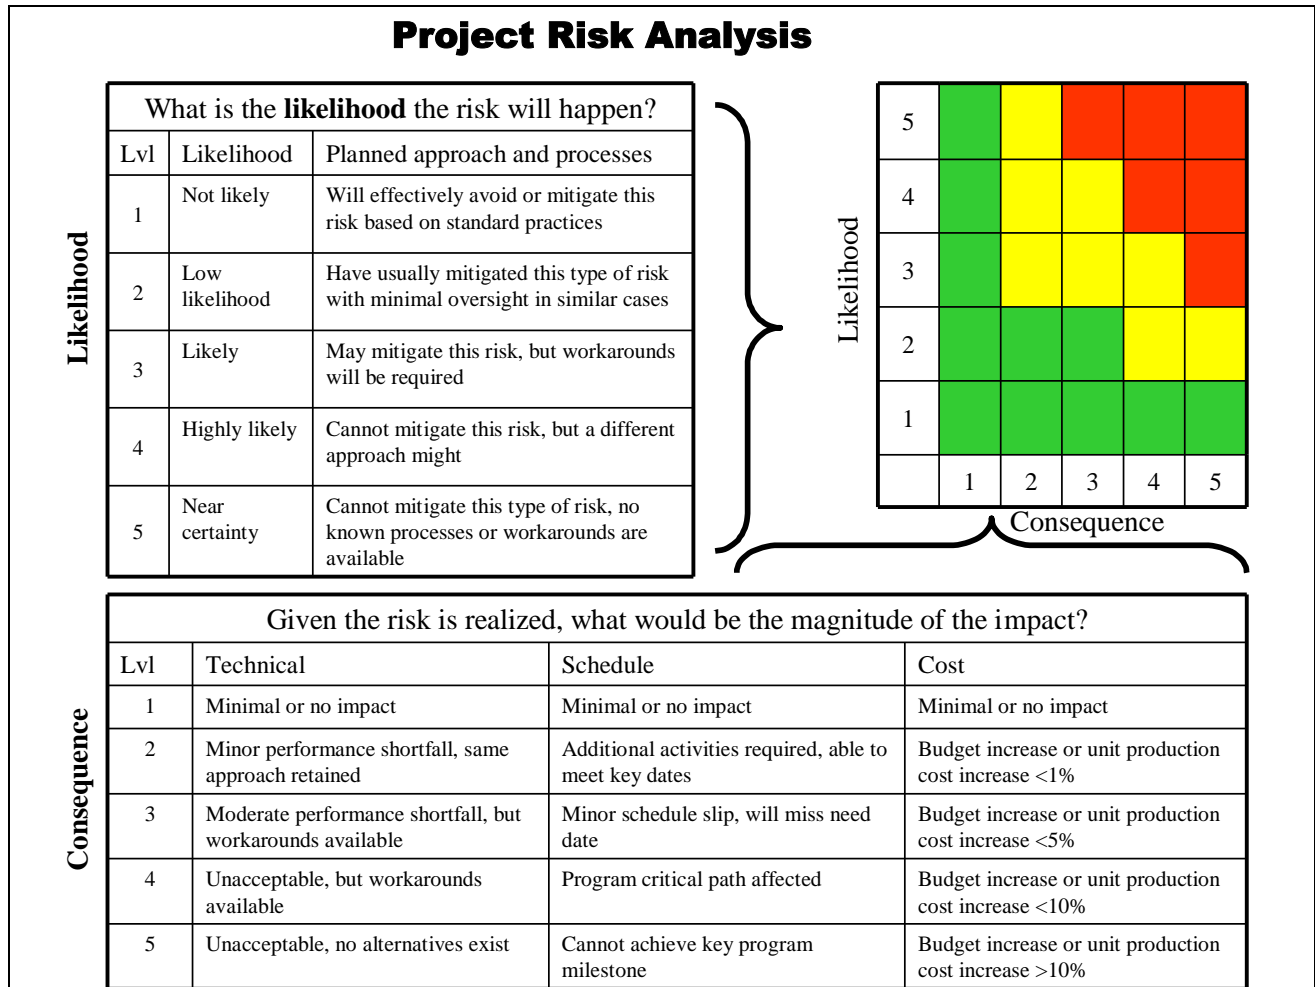 Project Risk Analysis
What is the likelihood the risk will happen?
Lvl Likelihood Planned approach and processes
1 Not likely Will effectively avoid or mitigate this
risk based on standard practices
2 Low
likelihood Have usually mitigated this type of risk
with minimal oversight in similar cases
3 Likely May mitigate this risk, but workarounds
will be required
4 Highly likely Cannot mitigate this risk, but a different
approach might
5 Near
certainty Cannot mitigate this type of risk, no
known processes or workarounds are
available
Likelihood
Likelihood
5
4
3
2
1
1 2 3 4 5
Consequence
Given the risk is realized, what would be the magnitude of the impact?
Lvl Technical Schedule Cost
1 Minimal or no impact Minimal or no impact Minimal or no impact
2 Minor performance shortfall, same
approach retained Additional activities required, able to
meet key dates Budget increase or unit production
cost increase <1%
3 Moderate performance shortfall, but
workarounds available Minor schedule slip, will miss need
date Budget increase or unit production
cost increase <5%
4 Unacceptable, but workarounds
available Program critical path affected Budget increase or unit production
cost increase <10%
5 Unacceptable, no alternatives exist Cannot achieve key program
milestone Budget increase or unit production
cost increase >10%
Consequence